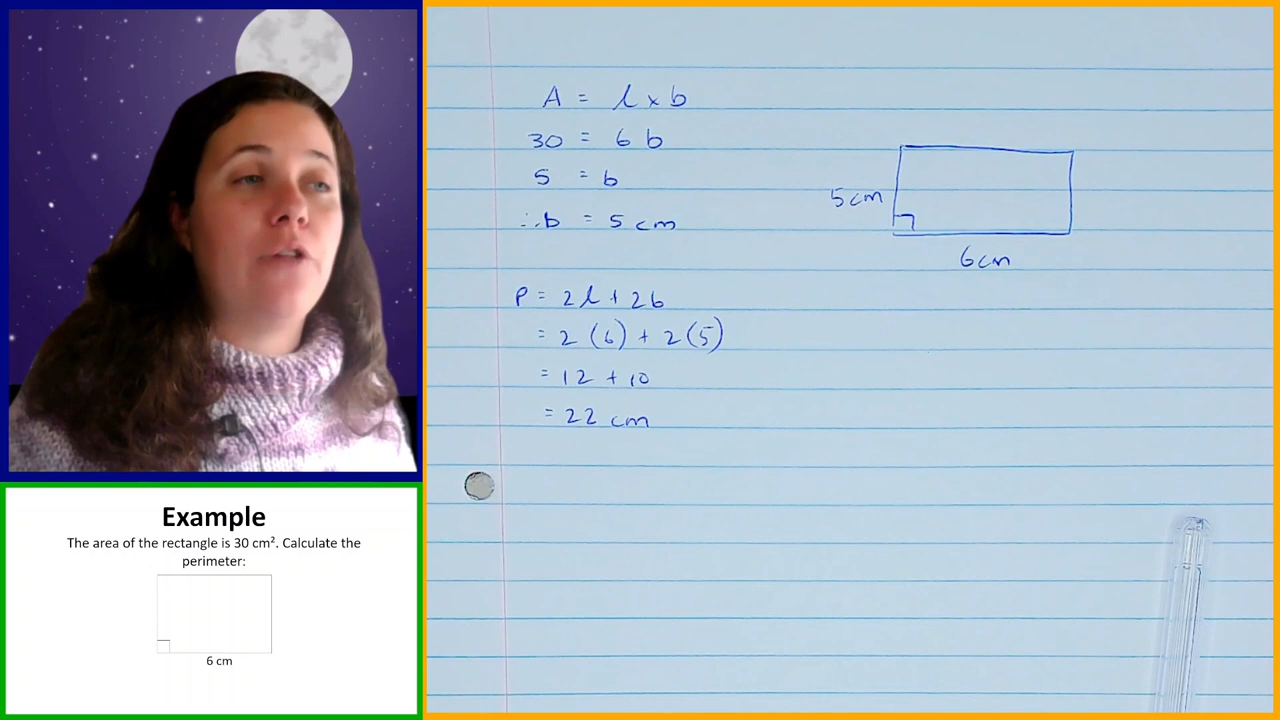 A = l x b
30 = 6 b
5 = b
∴ b = 5 cm
P = 2l + 2b
= 2 (6) + 2 (5)
= 12 + 10
= 22 cm
5cm
6cm
Example
The area of the rectangle is 30 cm². Calculate the
perimeter:
6 cm